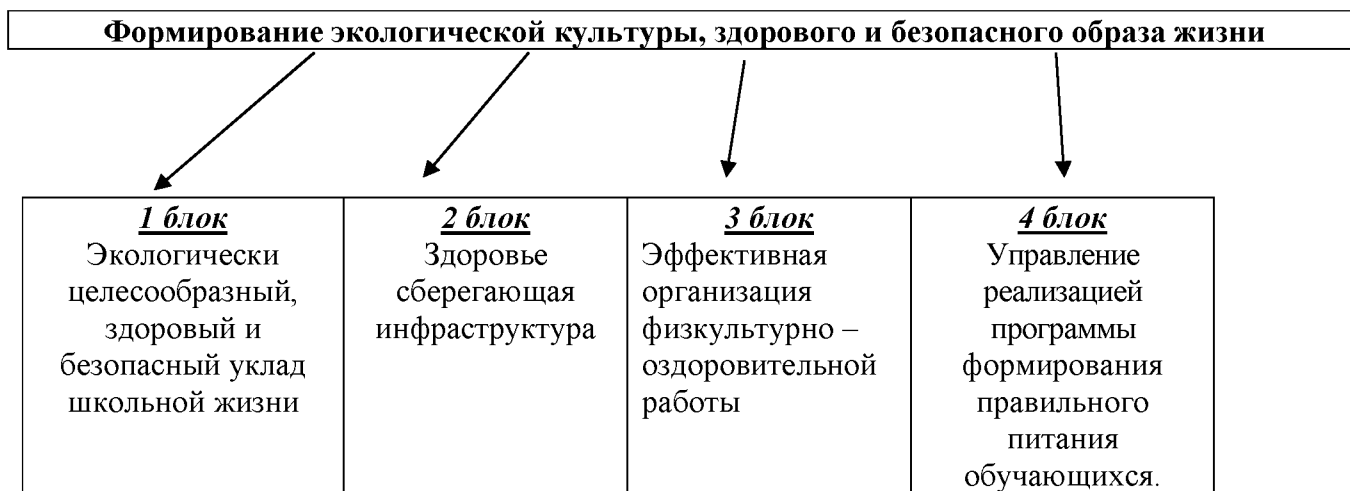 Формирование экологической культуры, здорового и безопасного образа жизни
1 блок
Экологически
целесообразный,
здоровый и
безопасный уклад
школьной жизни
2 блок
Здоровье
сберегающая
инфраструктура
3 блок
Эффективная
организация
физкультурно –
оздоровительной
работы
4 блок
Управление
реализацией
программы
формирования
правильного
питания
обучающихся.